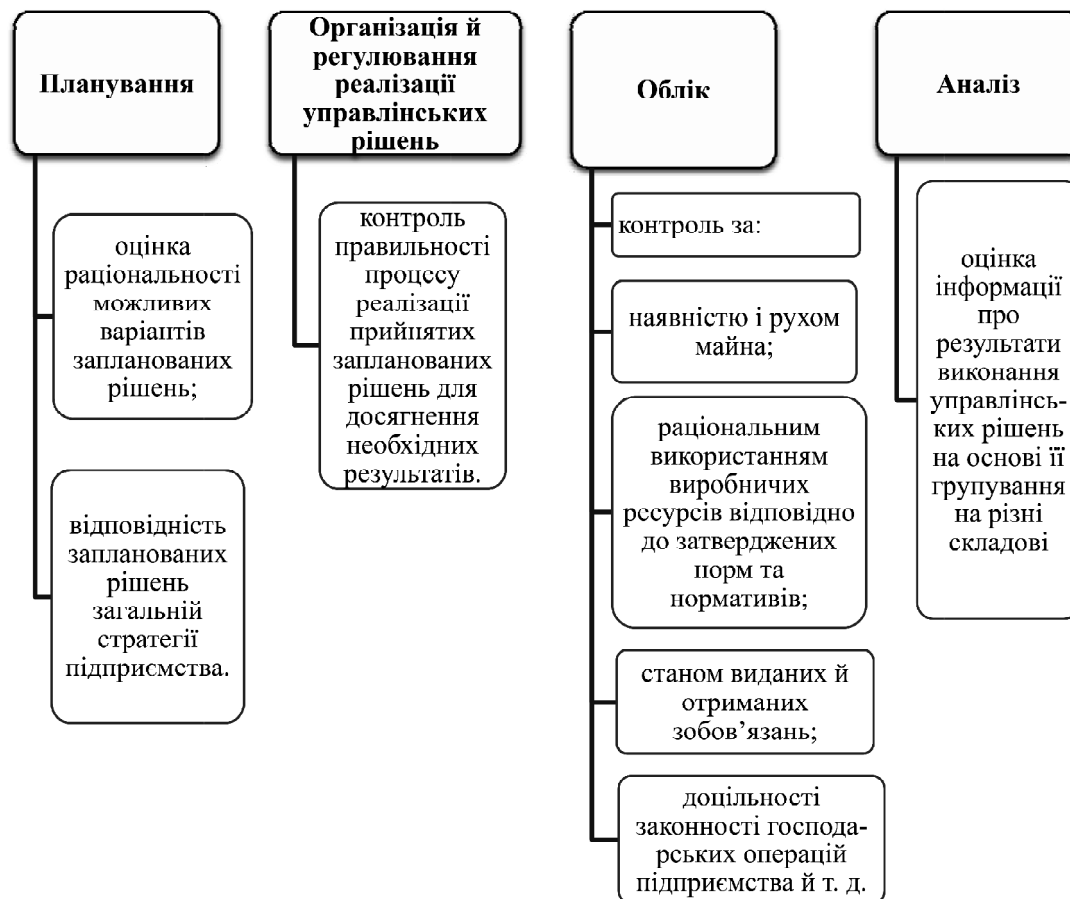 Планування
оцінка
раціональності
можливих
варіантів
запланованих
рішень;
відповідність
запланованих
рішень
загальній
стратегії
підприємства.
Організація й
регулювання
реалізації
управлінських
рішень
контроль
правильності
процесу
реалізації
прийнятих
запланованих
рішень для
досягнення
необхідних
результатів.
Облік
контроль за:
наявністю і рухом
майна;
раціональним
використанням
виробничих
рссурсів відповідно
до затверджених
порм та
нормативів;
станом виданих й
отриманих
зобов’язань;
доцільності
законності господа-
рських операцій
підприємства й т. д.
Аналіз
оцінка
інформації
про
результати
виконання
управлінсь-
ких рішень
на основі її
групування
на різні
складові